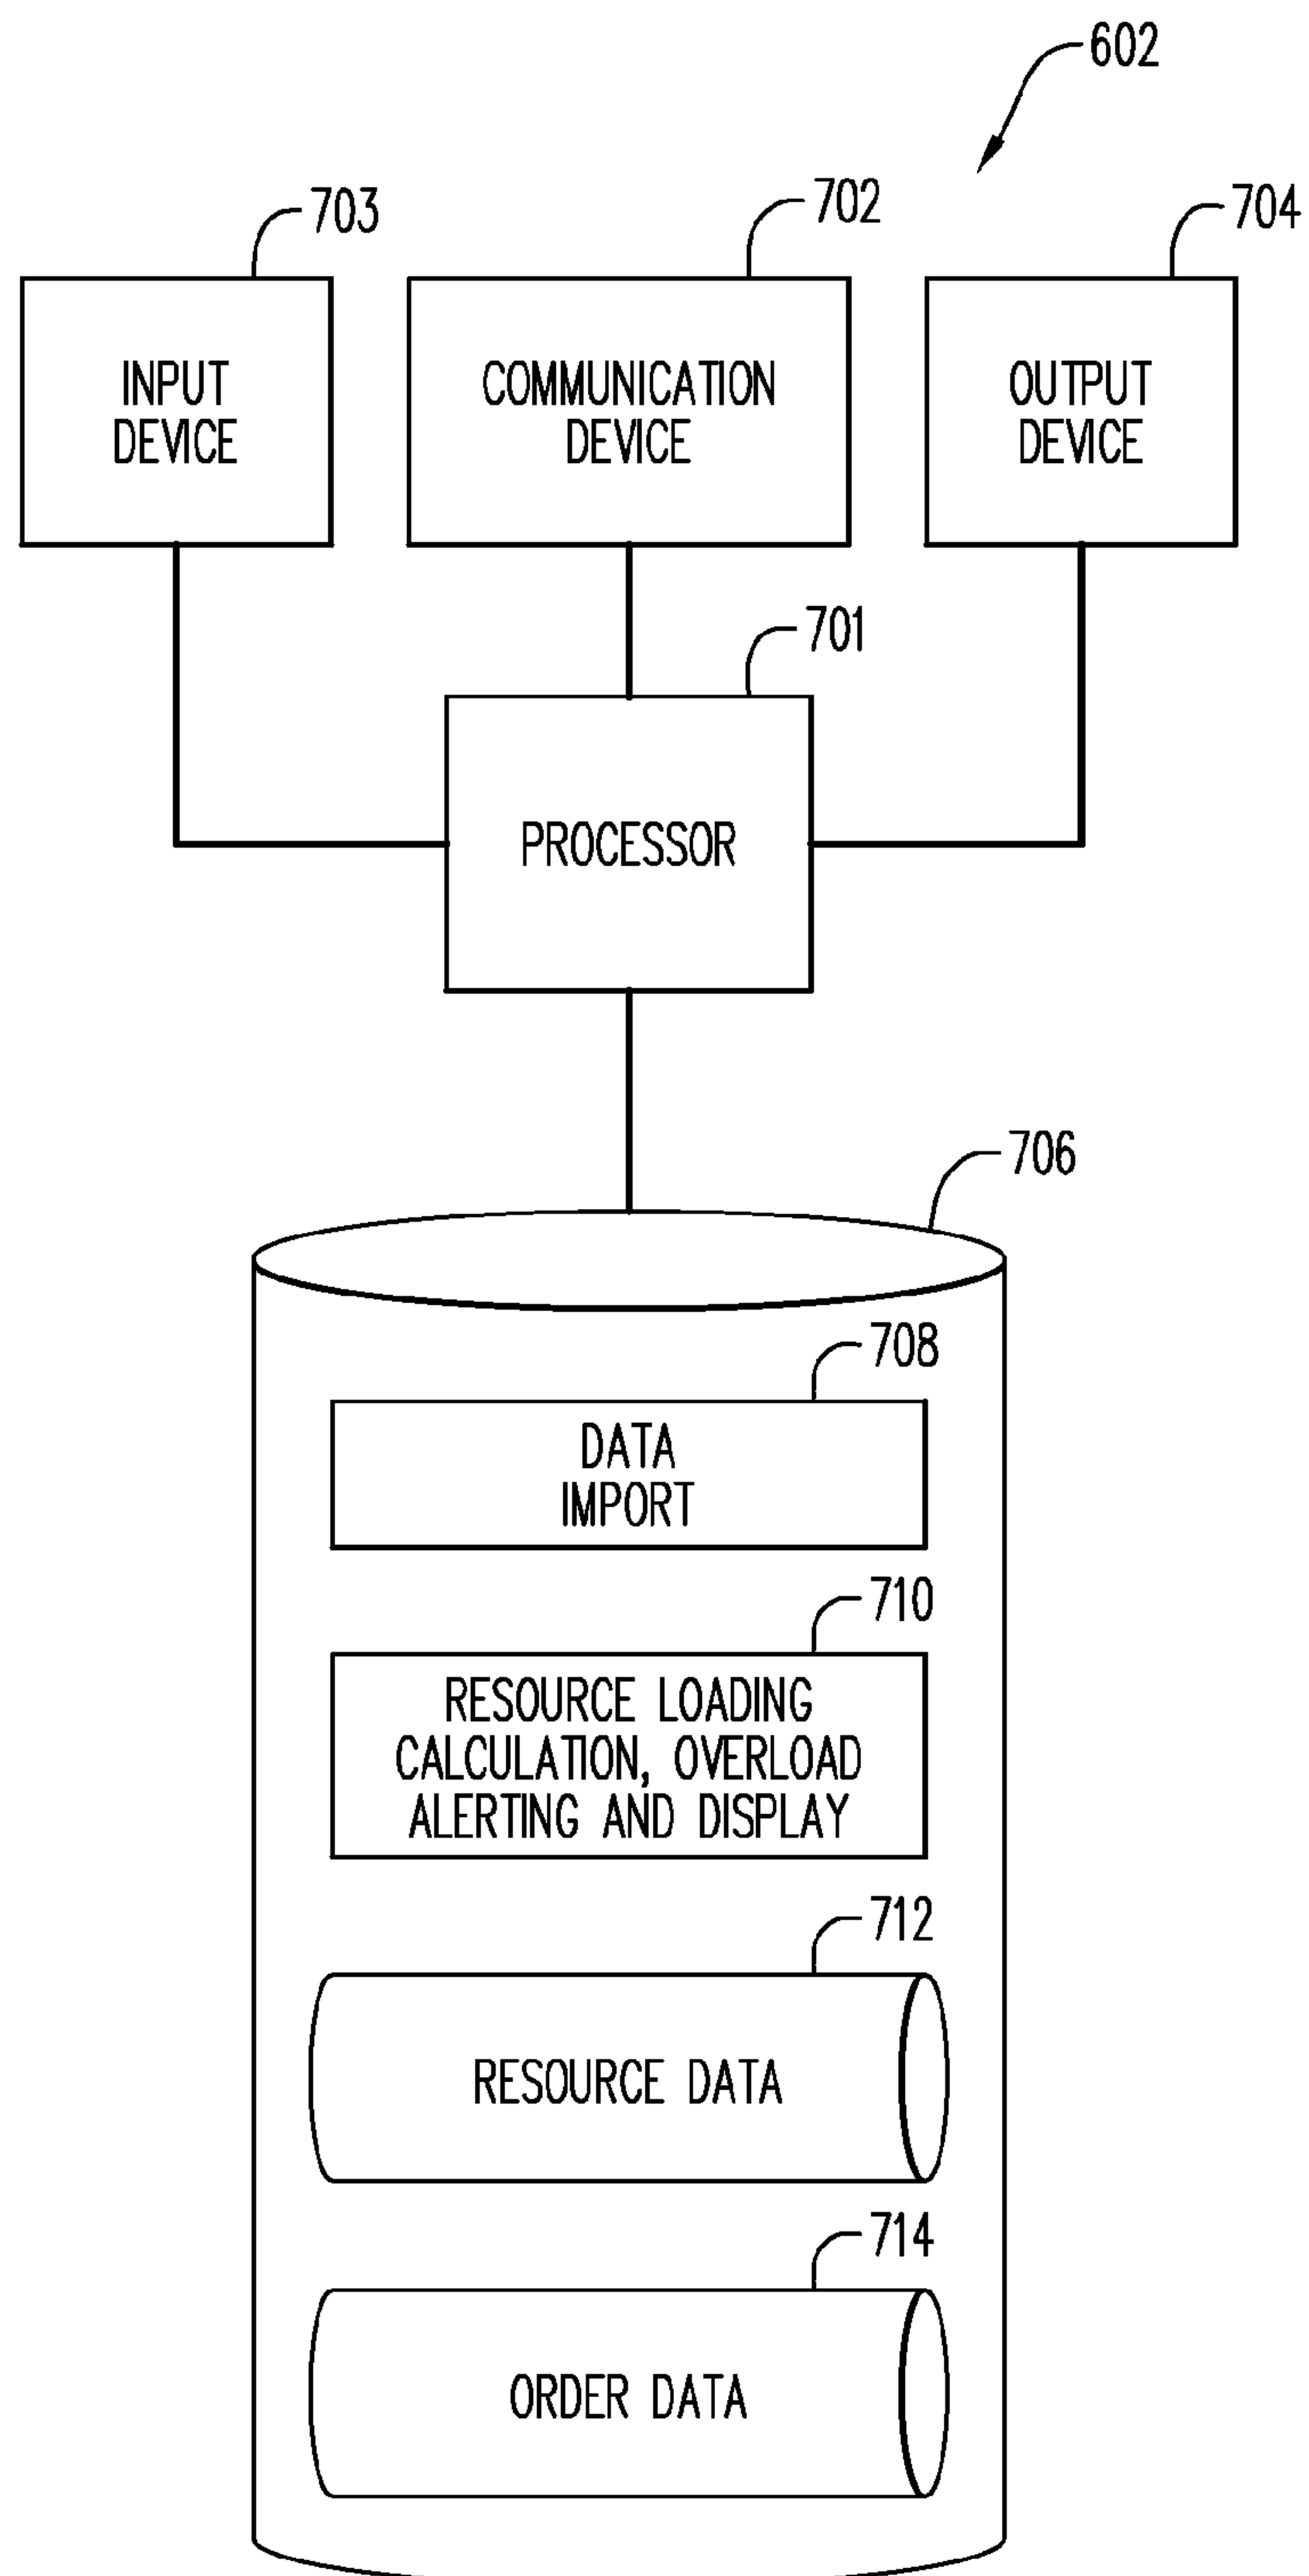 602
703
702
704
INPUT
DEVICE
COMMUNICATION
DEVICE
OUTPUT
DEVICE
701
PROCESSOR
706
708
DATA
IMPORT
710
RESOURCE LOADING
CALCULATION, OVERLOAD
ALERTING AND DISPLAY
712
RESOURCE DATA
714
ORDER DATA